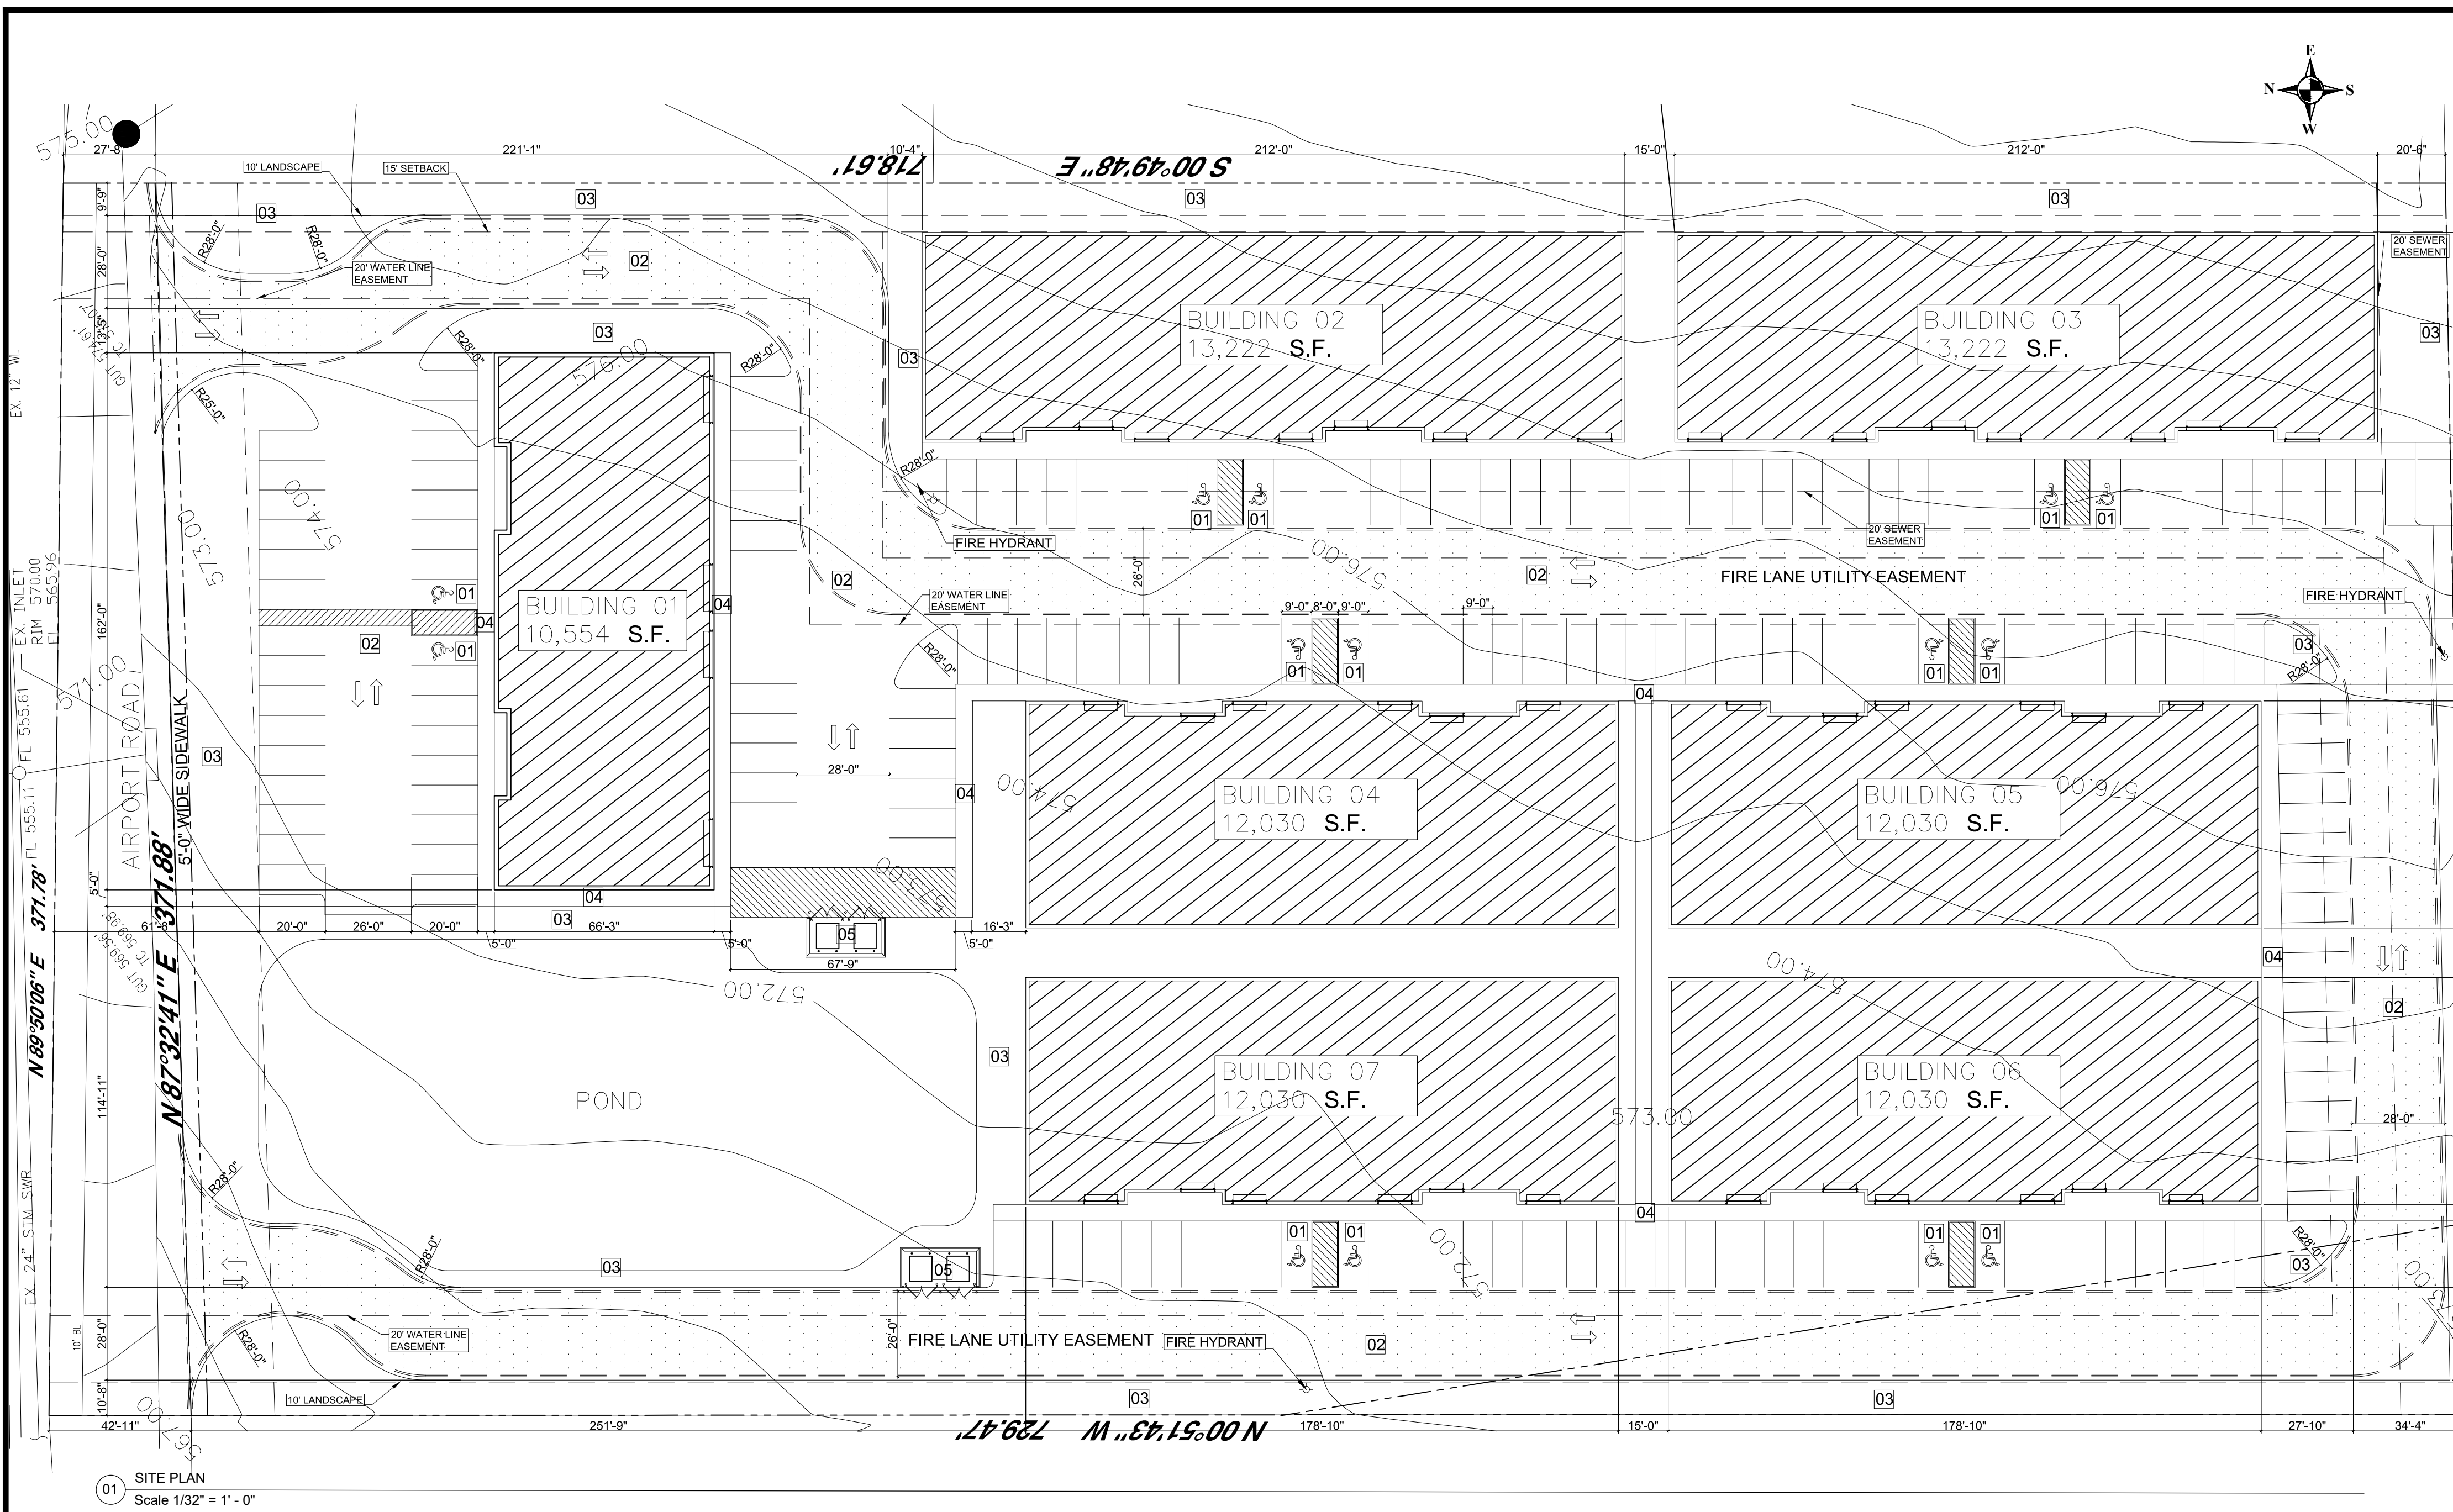 E
N
S
W
575.00
27'-8"
221'-1"
10'-4"
212'-0"
15'-0"
212'-0"
20'-6"
718.61'
S 00°49'48" E
10' LANDSCAPE
15' SETBACK
03
03
03
03
9'-9"
R28'-0"
R28'-0"
28'-0"
20' WATER LINE
EASEMENT
02
20' SEWER
EASEMENT
13'-5"
GUT 574.61'
EX. 12" WL
R28'-0"
03
R28'-0"
03
576.00
BUILDING 02
13,222 S.F.
BUILDING 03
13,222 S.F.
03
R25'-0"
574.00
573.00
R28'-0"
FIRE HYDRANT
01
01
01
01
20' SEWER
EASEMENT
26'-0"
576.00
02
02
FIRE LANE UTILITY EASEMENT
20' WATER LINE
EASEMENT
FIRE HYDRANT
9'-0"
8'-0"
9'-0"
9'-0"
EX. INLET
RIM 570.00
FL 565.96
162'-0"
01
04
02
01
BUILDING 01
10,554 S.F.
04
R28'-0"
01
01
01
01
03
R28'-0"
571.00
FL 555.61
FL 555.11
AIRPORT ROAD
5'-0" WIDE SIDEWALK
03
28'-0"
04
04
574.00
BUILDING 04
12,030 S.F.
BUILDING 05
12,030 S.F.
576.00
N 89°50'06" E 371.78'
N 87°32'41" E 371.88'
5'-0"
GUT 569.56'
TC 569.98'
61'-8"
20'-0"
26'-0"
20'-0"
5'-0"
04
03
66'-3"
5'-0"
573.00
05
67'-9"
5'-0"
16'-3"
572.00
574.00
04
02
POND
03
BUILDING 07
12,030 S.F.
573.00
BUILDING 06
12,030 S.F.
28'-0"
114'-11"
EX. 24" STM SWR
R28'-0"
R28'-0"
03
05
04
01
01
01
01
572.00
R28'-0"
03
10' BL
28'-0"
R28'-0"
20' WATER LINE
EASEMENT
26'-0"
FIRE LANE UTILITY EASEMENT
FIRE HYDRANT
02
10'-8"
10' LANDSCAPE
03
03
567.00
42'-11"
251'-9"
N 00°51'43" W 729.47'
178'-10"
15'-0"
178'-10"
27'-10"
34'-4"
01
SITE PLAN
Scale 1/32" = 1' - 0"